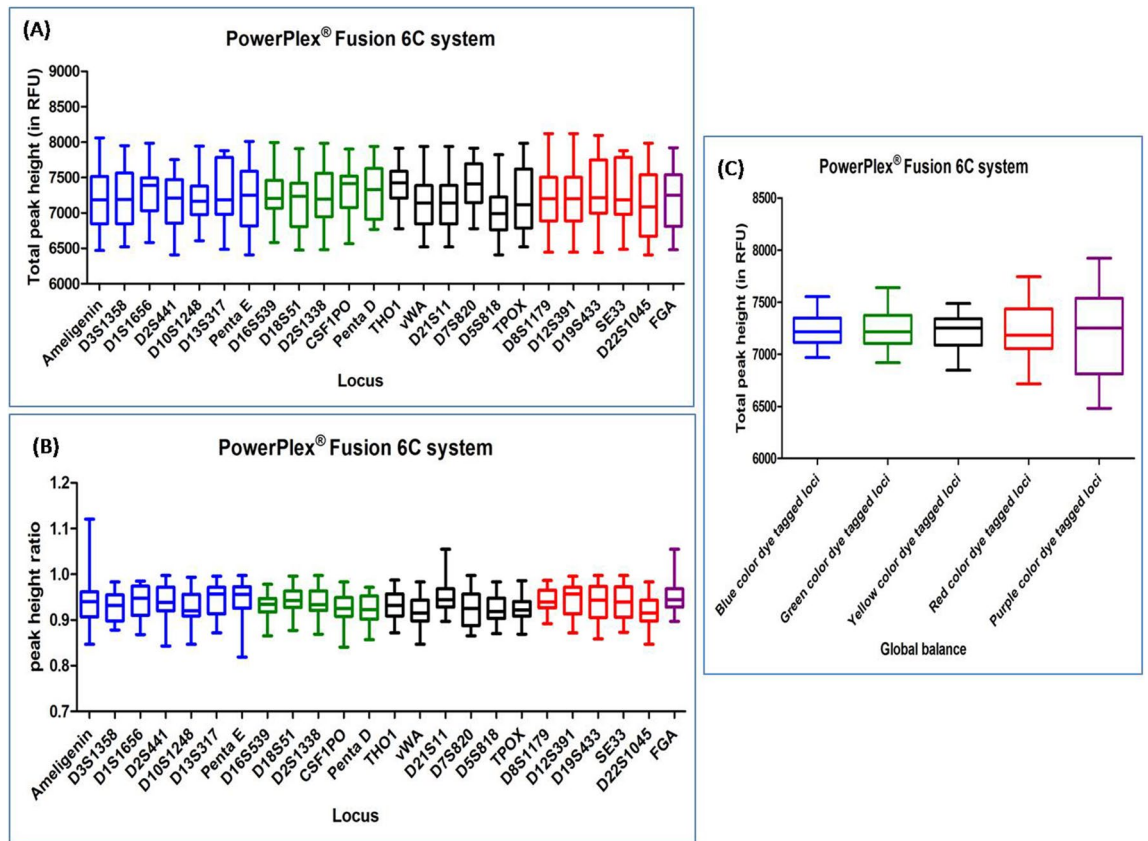 (A)
PowerPlex® Fusion 6C system
Total peak height (in RFU)
9000
8500
8000
7500
7000
6500
6000
Ameligenin
D3S1358
D1S1656
D2S441
D10S1248
D13S317
Penta E
D16S539
D18S51
D2S1338
CSF1PO
Penta D
THO1
vWA
D21S11
D7S820
D5S818
TPOX
D8S1179
D12S391
D19S433
SE33
D22S1045
FGA
Locus
(B)
PowerPlex® Fusion 6C system
peak height ratio
1.2
1.1
1.0
0.9
0.8
0.7
Ameligenin
D3S1358
D1S1656
D2S441
D10S1248
D13S317
Penta E
D16S539
D18S51
D2S1338
CSF1PO
Penta D
THO1
vWA
D21S11
D7S820
D5S818
TPOX
D8S1179
D12S391
D19S433
SE33
D22S1045
FGA
Locus
(C)
PowerPlex® Fusion 6C system
Total peak height (in RFU)
8500
8000
7500
7000
6500
6000
Blue color dye tagged loci
Green color dye tagged loci
Yellow color dye tagged loci
Red color dye tagged loci
Purple color dye tagged loci
Global balance